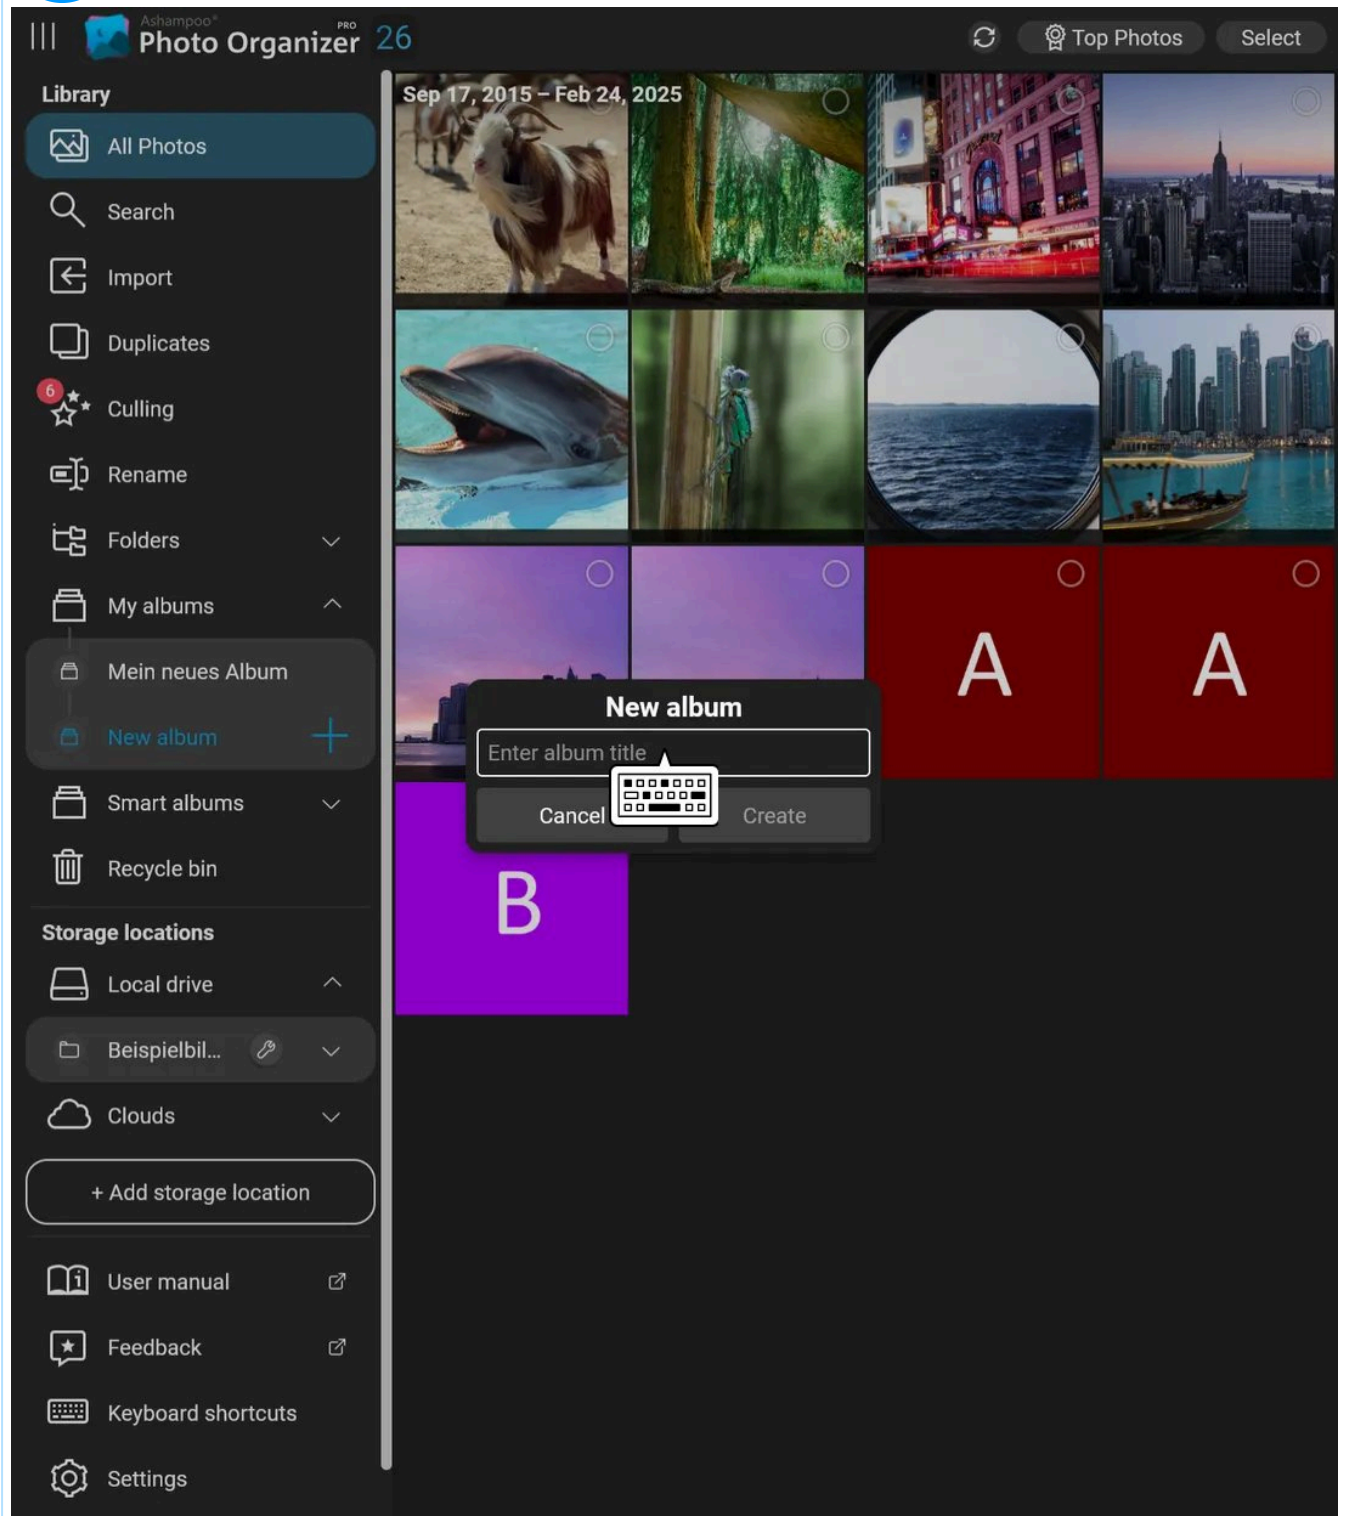 Ashampoo®
Photo Organizer PRO 26
Top Photos
Select
Library
All Photos
Search
Import
Duplicates
6
Culling
Rename
Folders
My albums
Mein neues Album
New album
Smart albums
Recycle bin
Storage locations
Local drive
Beispielbil...
Clouds
+ Add storage location
User manual
Feedback
Keyboard shortcuts
Settings
Sep 17, 2015 – Feb 24, 2025
A
A
New album
Enter album title
Cancel
Create
B